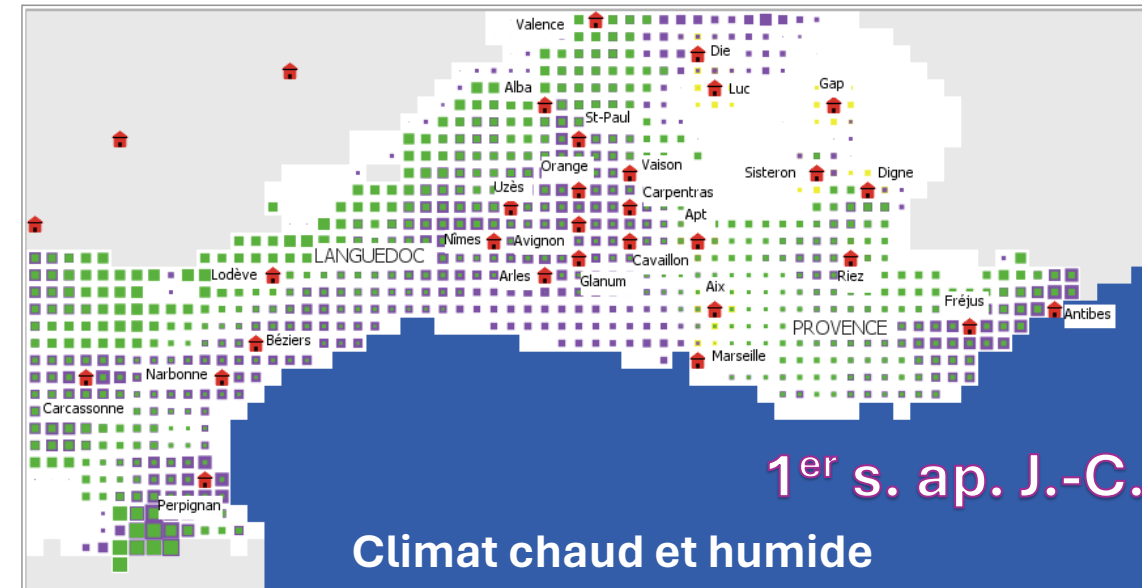 Valence
Die
Gap
Alba
Luc
St-Paul
Orange
Vaison
Sisteron
Digne
Uzès
Carpentras
Apt
Nîmes
Avignon
LANGUEDOC
Cavaillon
Lodève
Arles
Glanum
Riez
Aix
Fréjus
Antibes
PROVENCE
Béziers
Marseille
Narbonne
Carcassonne
1er s. ap. J.-C.
Perpignan
Climat chaud et humide